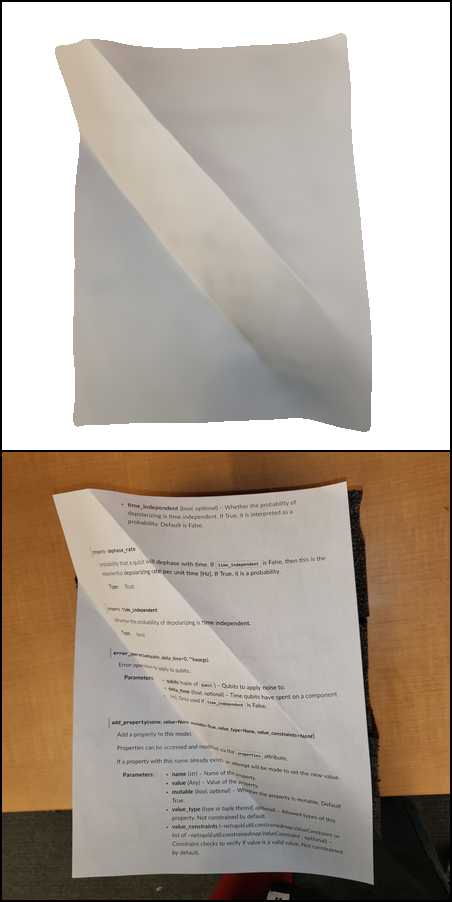 • time_independent (bool, optional) – Whether the probability of
depolarizing is time independent. If True, it is interpreted as a
probability. Default is False.
property dephase_rate
probability that a qubit will dephase with time. If time_independent is False, then this is the
exponential depolarizing rate per unit time [Hz]. If True, it is a probability.
Type: float
property time_independent
Whether the probability of depolarizing is time independent.
Type: bool
error_operation(qubits, delta_time=0, **kwargs)
Error operation to apply to qubits.
Parameters: • qubits (tuple of Qubit) – Qubits to apply noise to.
• delta_time (float, optional) – Time qubits have spent on a component
[ns]. Only used if time_independent is False.
add_property(name, value=None, mutable=True, value_type=None, value_constraints=None)
Add a property to this model.
Properties can be accessed and modified via the properties attribute.
If a property with this name already exists, an attempt will be made to set the new value.
Parameters: • name (str) – Name of the property.
• value (Any) – Value of the property.
• mutable (bool, optional) – Whether the property is mutable. Default
True.
• value_type (type or tuple thereof, optional) – Allowed types of this
property. Not constrained by default.
• value_constraints (~netsquid.util.constrainedmap.ValueConstraint or
list of ~netsquid.util.constrainedmap.ValueConstraint , optional) –
Constraint checks to verify if value is a valid value. Not constrained
by default.